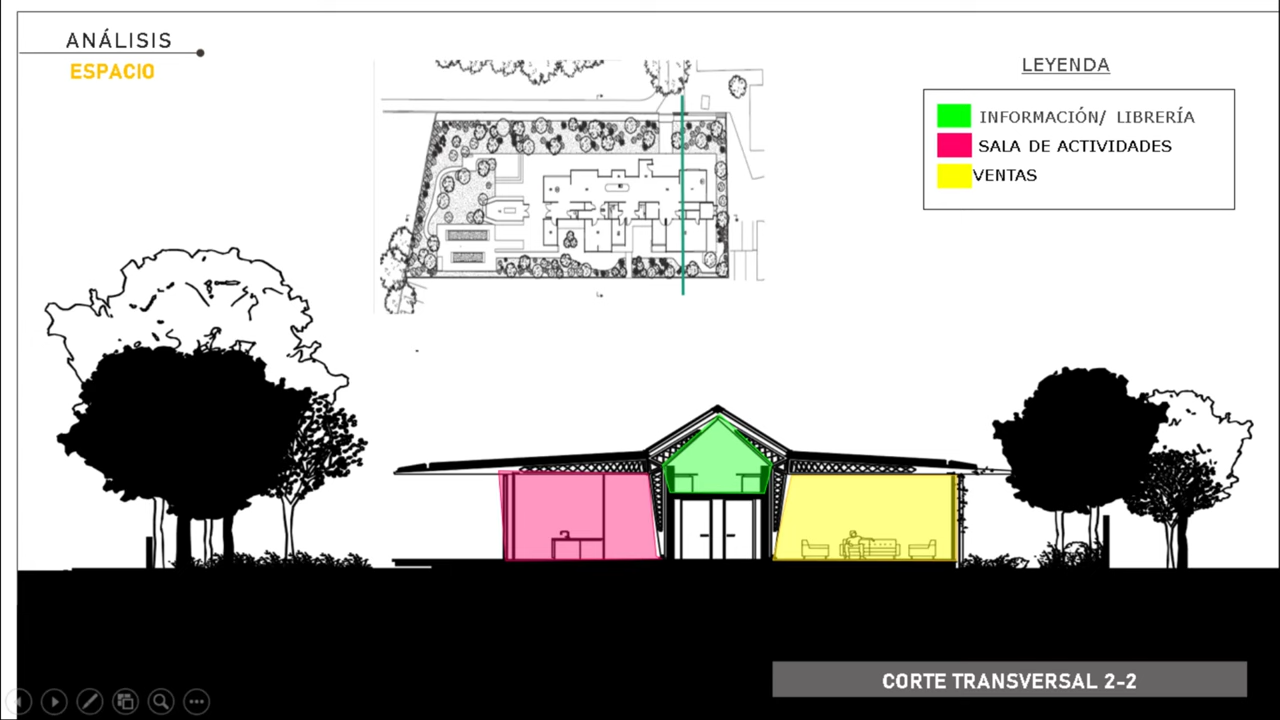 ANÁLISIS
ESPACIO
LEYENDA
INFORMACIÓN/ LIBRERÍA
SALA DE ACTIVIDADES
VENTAS
CORTE TRANSVERSAL 2-2